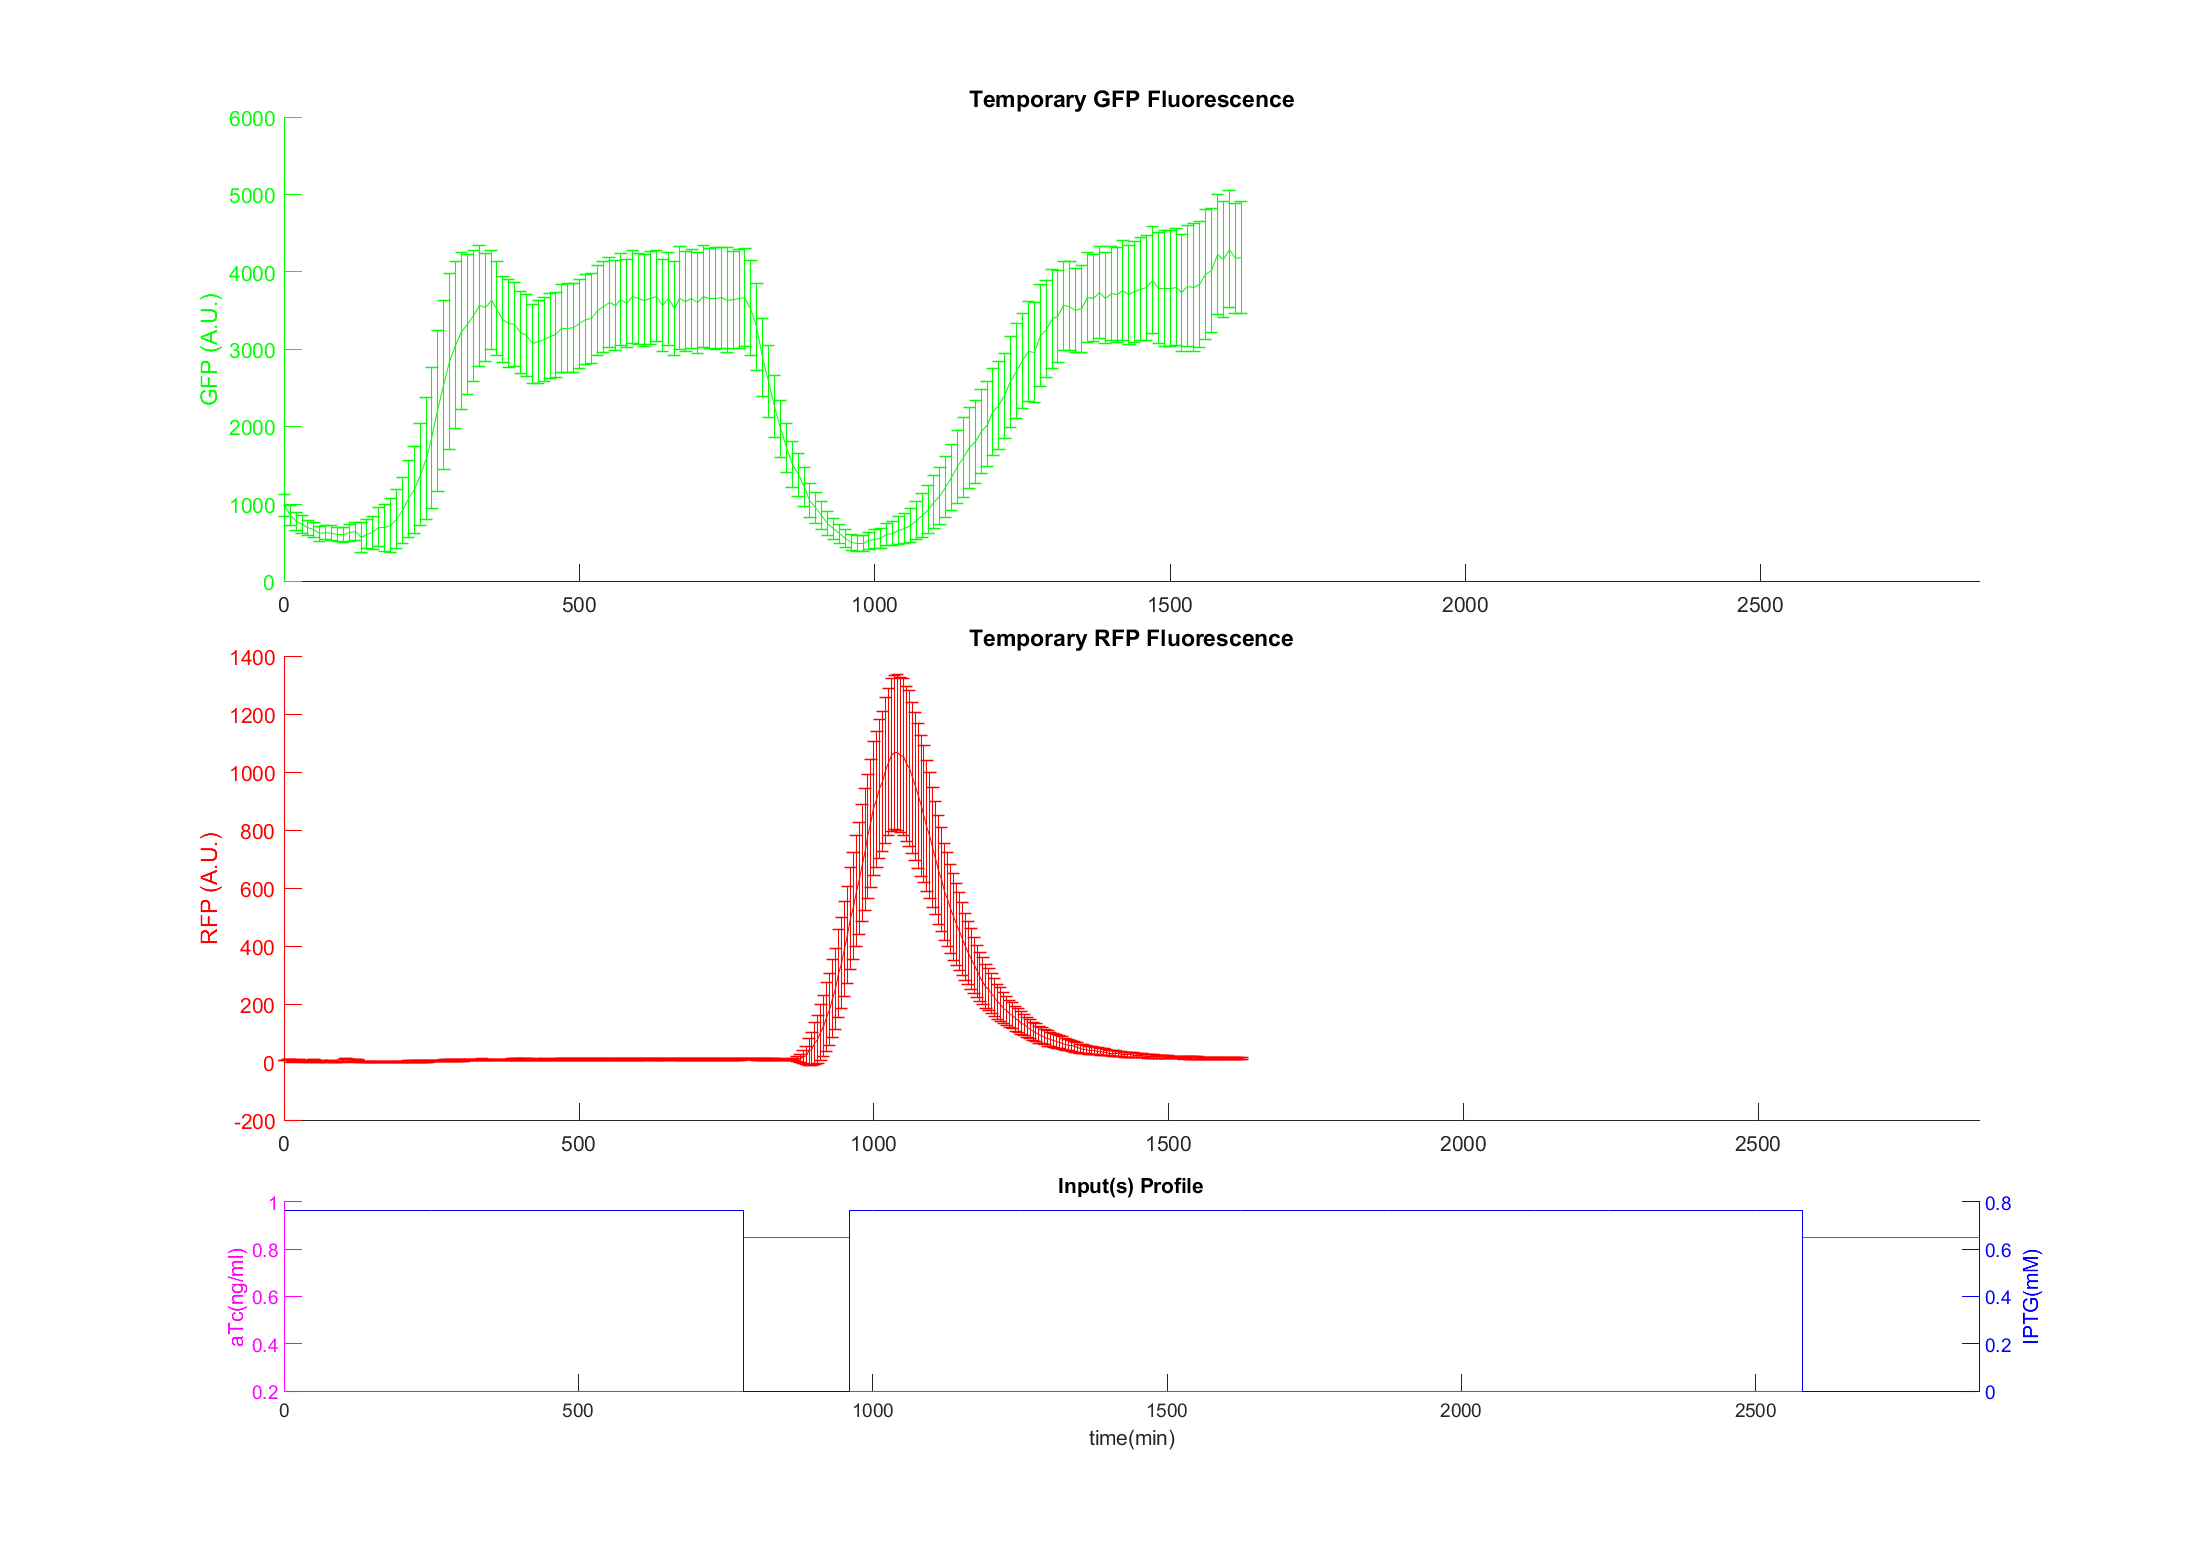 Temporary GFP Fluorescence
6000
5000
4000
3000
2000
1000
0
GFP (A.U.)
0 500 1000 1500 2000 2500
Temporary RFP Fluorescence
1400
1200
1000
800
600
400
200
0
-200
RFP (A.U.)
0 500 1000 1500 2000 2500
Input(s) Profile
1 0.8
0.8 0.6
0.6 0.4
0.4 0.2
0.2 0
aTc(ng/ml)
IPTG(mM)
0 500 1000 1500 2000 2500
time(min)